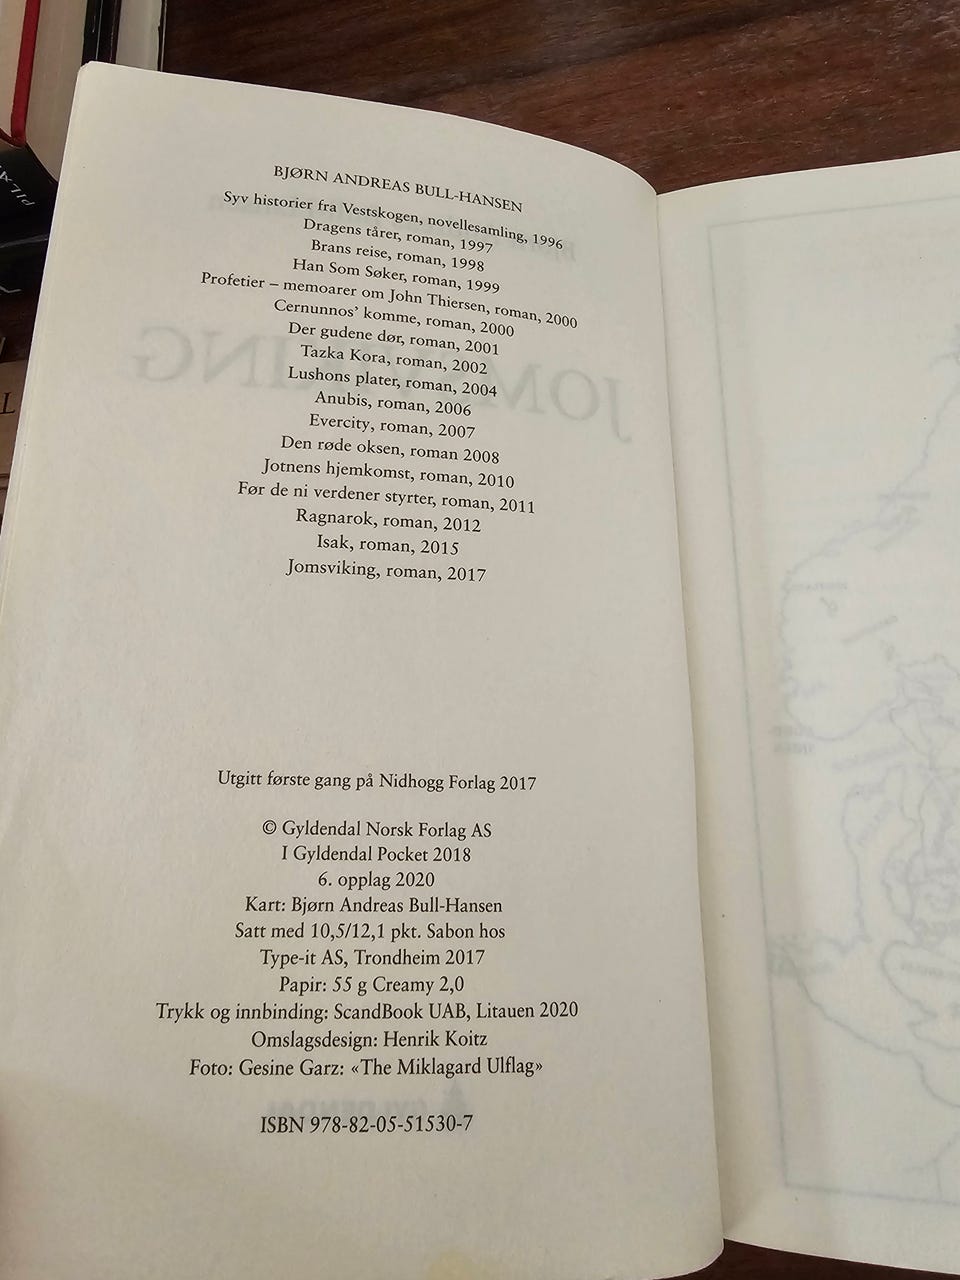 BJØRN ANDREAS BULL-HANSEN
Syv historier fra Vestskogen, novellesamling, 1996
Dragens tårer, roman, 1997
Brans reise, roman, 1998
Han Som Søker, roman, 1999
Profetier – memoarer om John Thiersen, roman, 2000
Cernunnos’ komme, roman, 2000
Der gudene dør, roman, 2001
Tazka Kora, roman, 2002
Lushons plater, roman, 2004
Anubis, roman, 2006
Evercity, roman, 2007
Den røde oksen, roman 2008
Jotnens hjemkomst, roman, 2010
Før de ni verdener styrter, roman, 2011
Ragnarok, roman, 2012
Isak, roman, 2015
Jomsviking, roman, 2017
Utgitt første gang på Nidhogg Forlag 2017
© Gyldendal Norsk Forlag AS
I Gyldendal Pocket 2018
6. opplag 2020
Kart: Bjørn Andreas Bull-Hansen
Satt med 10,5/12,1 pkt. Sabon hos
Type-it AS, Trondheim 2017
Papir: 55 g Creamy 2,0
Trykk og innbinding: ScandBook UAB, Litauen 2020
Omslagsdesign: Henrik Koitz
Foto: Gesine Garz: «The Miklagard Ulflag»
ISBN 978-82-05-51530-7